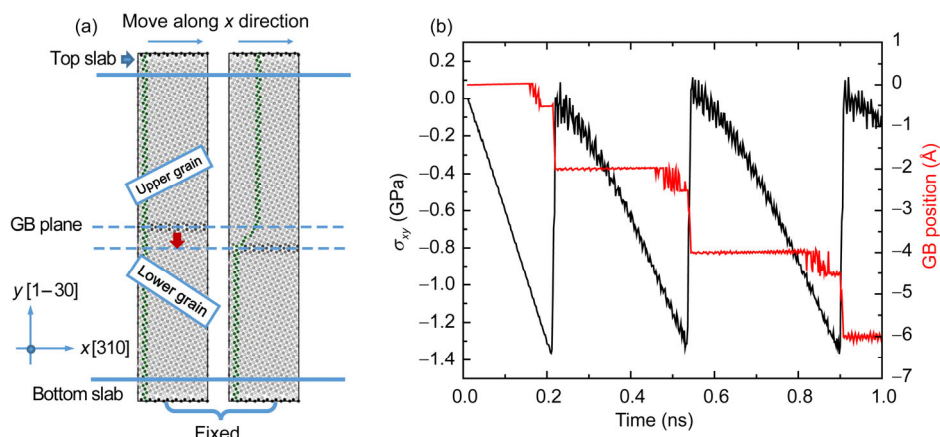 (a)
Move along x direction
Top slab
Upper grain
GB plane
Lower grain
y [1–30]
x [310]
Bottom slab
Fixed
(b)
0.0
−0.2
−0.4
−0.6
−0.8
−1.0
−1.2
−1.4
σxy (GPa)
0.0
0.2
0.4
0.6
0.8
1.0
Time (ns)
1
0
−1
−2
−3
−4
−5
−6
−7
GB position (Å)